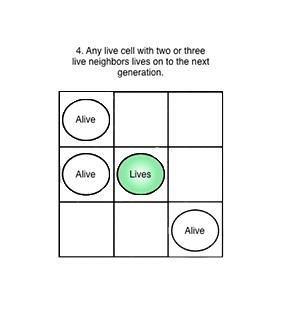 4. Any live cell with two or three
live neighbors lives on to the next
generation.
Alive
Alive
Lives
Alive